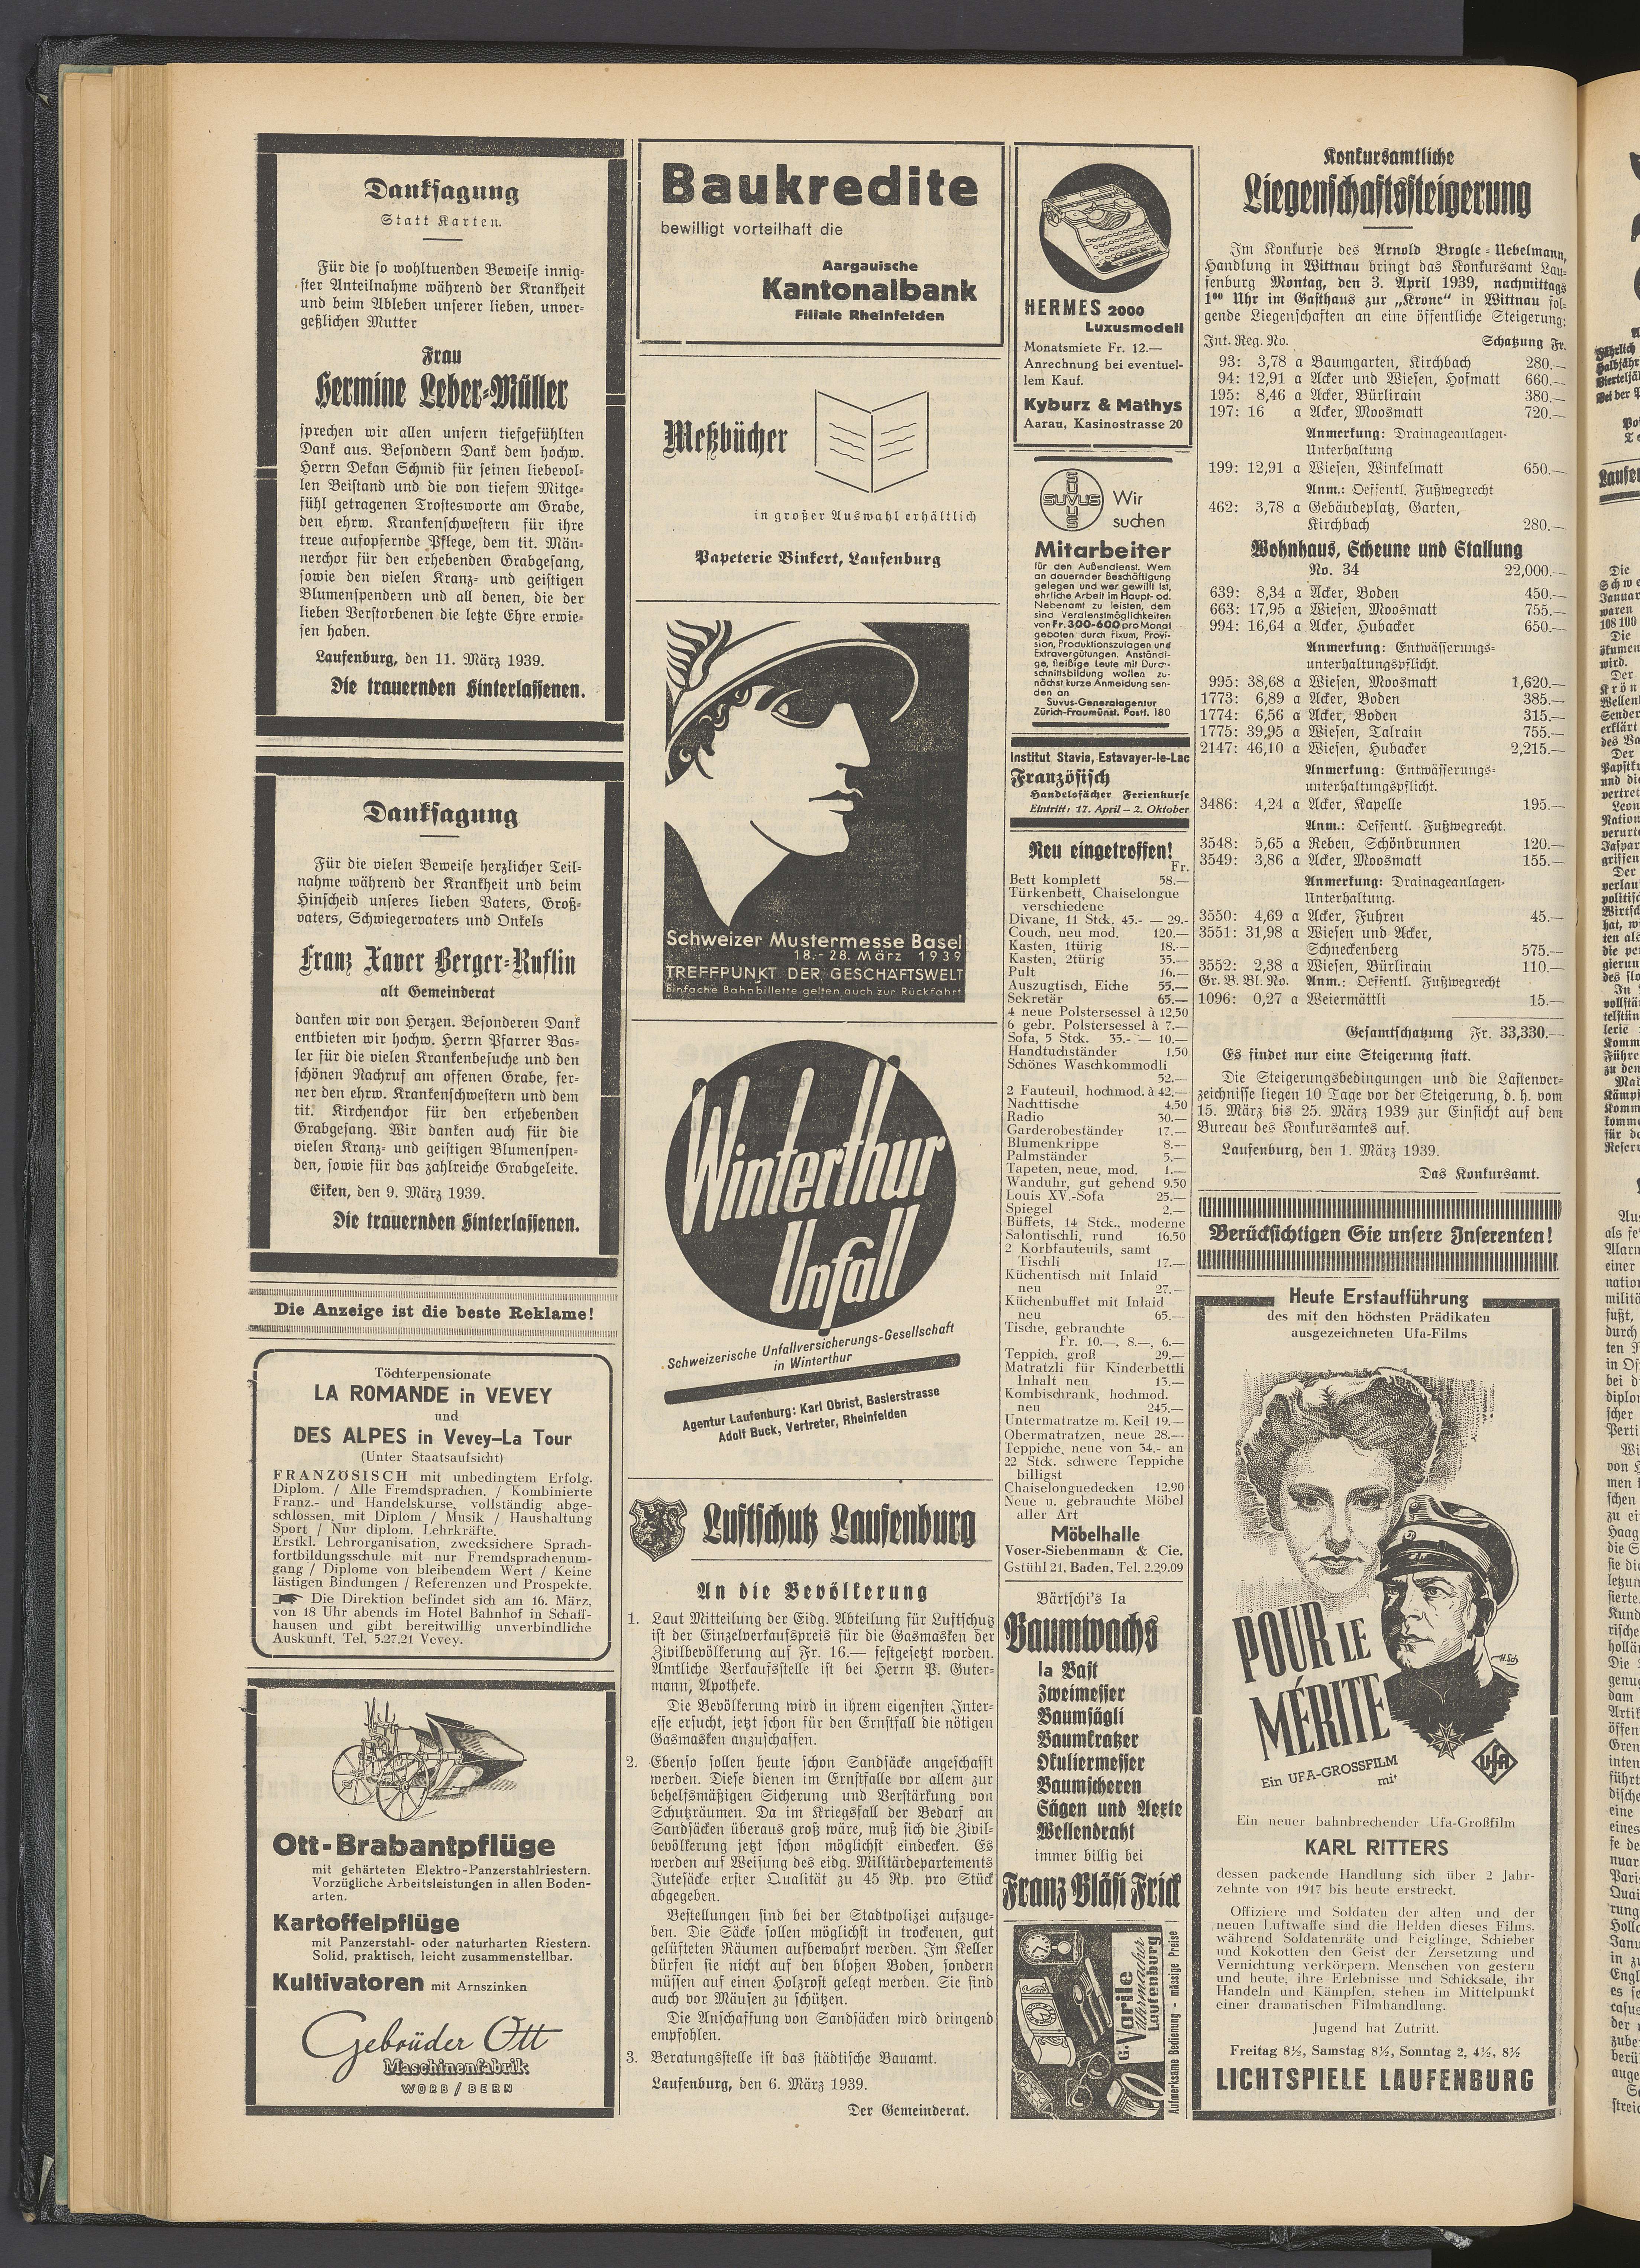 Danksagung
Statt Karten.
Für die so wohltuenden Beweise innig-
ster Anteilnahme während der Krankheit
und beim Ableben unserer lieben, unver-
geßlichen Mutter
Frau
Hermine Leber-Müller
sprechen wir allen unsern tiefgefühlten
Dank aus. Besondern Dank dem hochw.
Herrn Dekan Schmid für seinen liebevol-
len Beistand und die von tiefem Mitge-
fühl getragenen Trostesworte am Grabe,
den ehrw. Krankenschwestern für ihre
treue aufopfernde Pflege, dem tit. Män-
nerchor für den erhebenden Grabgesang,
sowie den vielen Kranz- und geistigen
Blumenspendern und all denen, die der
lieben Verstorbenen die letzte Ehre erwie-
sen haben.
Laufenburg, den 11. März 1939.
Die trauernden Hinterlassenen.
Danksagung
Für die vielen Beweise herzlicher Teil-
nahme während der Krankheit und beim
Hinscheid unseres lieben Vaters, Groß-
vaters, Schwiegervaters und Onkels
Franz Xaver Berger-Ruflin
alt Gemeinderat
danken wir von Herzen. Besonderen Dank
entbieten wir hochw. Herrn Pfarrer Bas-
ler für die vielen Krankenbesuche und den
schönen Nachruf am offenen Grabe, fer-
ner den ehrw. Krankenschwestern und dem
tit. Kirchenchor für den erhebenden
Grabgesang. Wir danken auch für die
vielen Kranz- und geistigen Blumenspen-
den, sowie für das zahlreiche Grabgeleite.
Eiken, den 9. März 1939.
Die trauernden Hinterlassenen.
Die Anzeige ist die beste Reklame!
Töchterpensionate
LA ROMANDE in VEVEY
und
DES ALPES in Vevey–La Tour
(Unter Staatsaufsicht)
FRANZÖSISCH mit unbedingtem Erfolg.
Diplom. / Alle Fremdsprachen. / Kombinierte
Franz.- und Handelskurse, vollständig abge-
schlossen, mit Diplom / Musik / Haushaltung
Sport / Nur diplom. Lehrkräfte.
Erstkl. Lehrorganisation, zwecksichere Sprach-
fortbildungsschule mit nur Fremdsprachenum-
gang / Diplome von bleibendem Wert / Keine
lästigen Bindungen / Referenzen und Prospekte.
Die Direktion befindet sich am 16. März,
von 18 Uhr abends im Hotel Bahnhof in Schaff-
hausen und gibt bereitwillig unverbindliche
Auskunft. Tel. 5.27.21 Vevey.
Ott-Brabantpflüge
mit gehärteten Elektro-Panzerstahlriestern.
Vorzügliche Arbeitsleistungen in allen Boden-
arten.
Kartoffelpflüge
mit Panzerstahl- oder naturharten Riestern.
Solid, praktisch, leicht zusammenstellbar.
Kultivatoren mit Arnszinken
Gebrüder Ott
Maschinenfabrik
WORB / BERN
Baukredite
bewilligt vorteilhaft die
Aargauische
Kantonalbank
Filiale Rheinfelden
Meßbücher
in großer Auswahl erhältlich
Papeterie Binkert, Laufenburg
Schweizer Mustermesse Basel
18.- 28. März 1939
TREFFPUNKT DER GESCHÄFTSWELT
Einfache Bahnbillette gelten auch zur Rückfahrt
Winterthur
Unfall
Schweizerische Unfallversicherungs-Gesellschaft
in Winterthur
Agentur Laufenburg: Karl Obrist, Baslerstrasse
Adolf Buck, Vertreter, Rheinfelden
Luftschutz Laufenburg
An die Bevölkerung
1. Laut Mitteilung der Eidg. Abteilung für Luftschutz
ist der Einzelverkaufspreis für die Gasmasken der
Zivilbevölkerung auf Fr. 16.— festgesetzt worden.
Amtliche Verkaufsstelle ist bei Herrn P. Guter-
mann, Apotheke.
Die Bevölkerung wird in ihrem eigensten Inter-
esse ersucht, jetzt schon für den Ernstfall die nötigen
Gasmasken anzuschaffen.
2. Ebenso sollen heute schon Sandsäcke angeschafft
werden. Diese dienen im Ernstfalle vor allem zur
behelfsmäßigen Sicherung und Verstärkung von
Schutzräumen. Da im Kriegsfall der Bedarf an
Sandsäcken überaus groß wäre, muß sich die Zivil-
bevölkerung jetzt schon möglichst eindecken. Es
werden auf Weisung des eidg. Militärdepartements
Jutesäcke erster Qualität zu 45 Rp. pro Stück
abgegeben.
Bestellungen sind bei der Stadtpolizei aufzuge-
ben. Die Säcke sollen möglichst in trockenen, gut
gelüfteten Räumen aufbewahrt werden. Im Keller
dürfen sie nicht auf den bloßen Boden, sondern
müssen auf einen Holzrost gelegt werden. Sie sind
auch vor Mäusen zu schützen.
Die Anschaffung von Sandsäcken wird dringend
empfohlen.
3. Beratungsstelle ist das städtische Bauamt.
Laufenburg, den 6. März 1939.
Der Gemeinderat.
HERMES 2000
Luxusmodell
Monatsmiete Fr. 12.—
Anrechnung bei eventuel-
lem Kauf.
Kyburz & Mathys
Aarau, Kasinostrasse 20
SUVUS
SUVUS
Wir
suchen
Mitarbeiter
für den Außendienst. Wem
an dauernder Beschäftigung
gelegen und wer gewillt ist,
ehrliche Arbeit im Haupt- od.
Nebenamt zu leisten, dem
sind Verdienstmöglichkeiten
von Fr. 300-600 pro Monat
geboten durch Fixum, Provi-
sion, Produktionszulagen und
Extravergütungen. Anständi-
ge, fleißige Leute mit Durch-
schnittsbildung wollen zu-
nächst kurze Anmeldung sen-
den an
Suvus-Generalagentur
Zürich-Fraumünst. Postf. 180
Institut Stavia, Estavayer-le-Lac
Französisch
Handelsfächer Ferienkurse
Eintritt: 17. April – 2. Oktober
Neu eingetroffen!
Fr.
Bett komplett 58.—
Türkenbett, Chaiselongue
verschiedene
Divane, 11 Stck. 45.- — 29.-
Couch, neu mod. 120.—
Kasten, 1türig 18.—
Kasten, 2türig 35.—
Pult 16.—
Auszugtisch, Eiche 55.—
Sekretär 65.—
4 neue Polstersessel à 12,50
6 gebr. Polstersessel à 7.—
Sofa, 5 Stck. 35.- — 10.—
Handtuchständer 1.50
Schönes Waschkommodli
52.—
2 Fauteuil, hochmod. à 42.—
Nachttische 4.50
Radio 30.—
Garderobeständer 17.—
Blumenkrippe 8.—
Palmständer 5.—
Tapeten, neue, mod. 1.—
Wanduhr, gut gehend 9.50
Louis XV.-Sofa 25.—
Spiegel 2.—
Büffets, 14 Stck., moderne
Salontischli, rund 16.50
2 Korbfauteuils, samt
Tischli 17.—
Küchentisch mit Inlaid
neu 27.—
Küchenbuffet mit Inlaid
neu 65.—
Tische, gebrauchte
Fr. 10.—, 8.—, 6.—
Teppich, groß 29.—
Matratzli für Kinderbettli
Inhalt neu 13.—
Kombischrank, hochmod.
neu 245.—
Untermatratze m. Keil 19.—
Obermatratzen, neue 28.—
Teppiche, neue von 34.- an
22 Stck. schwere Teppiche
billigst
Chaiselonguedecken 12.90
Neue u. gebrauchte Möbel
aller Art
Möbelhalle
Voser-Siebenmann & Cie.
Gstühl 21, Baden, Tel. 2.29.09
Bärtschi's Ia
Baumwachs
Ia Bast
Zweimesser
Baumsägli
Baumkratzer
Okuliermesser
Baumscheren
Sägen und Aexte
Wellendraht
immer billig bei
Franz Bläsi Frick
G. Varile
Uhrmacher
Laufenburg
Aufmerksame Bedienung – mässige Preise
Konkursamtliche
Liegenschaftssteigerung
Im Konkurse des Arnold Brogle-Uebelmann,
Handlung in Wittnau bringt das Konkursamt Lau-
fenburg Montag, den 3. April 1939, nachmittags
1⁰⁰ Uhr im Gasthaus zur „Krone“ in Wittnau fol-
gende Liegenschaften an eine öffentliche Steigerung:
Int. Reg. No. Schatzung Fr.
93: 3,78 a Baumgarten, Kirchbach 280.—
94: 12,91 a Acker und Wiesen, Hofmatt 660.—
195: 8,46 a Acker, Bürlirain 380.—
197: 16 a Acker, Moosmatt 720.—
Anmerkung: Drainageanlagen-
Unterhaltung
199: 12,91 a Wiesen, Winkelmatt 650.—
Anm.: Oeffentl. Fußwegrecht
462: 3,78 a Gebäudeplatz, Garten,
Kirchbach 280.—
Wohnhaus, Scheune und Stallung
No. 34 22,000.—
639: 8,34 a Acker, Boden 450.—
663: 17,95 a Wiesen, Moosmatt 755.—
994: 16,64 a Acker, Hubacker 650.—
Anmerkung: Entwässerungs-
unterhaltungspflicht.
995: 38,68 a Wiesen, Moosmatt 1,620.—
1773: 6,89 a Acker, Boden 385.—
1774: 6,56 a Acker, Boden 315.—
1775: 39,95 a Wiesen, Talrain 755.—
2147: 46,10 a Wiesen, Hubacker 2,215.—
Anmerkung: Entwässerungs-
unterhaltungspflicht.
3486: 4,24 a Acker, Kapelle 195.—
Anm.: Oeffentl. Fußwegrecht.
3548: 5,65 a Reben, Schönbrunnen 120.—
3549: 3,86 a Acker, Moosmatt 155.—
Anmerkung: Drainageanlagen-
Unterhaltung.
3550: 4,69 a Acker, Fuhren 45.—
3551: 31,98 a Wiesen und Acker,
Schneckenberg 575.—
3552: 2,38 a Wiesen, Bürlirain 110.—
Gr. B. Bl. No. Anm.: Oeffentl. Fußwegrecht
1096: 0,27 a Weiermättli 15.—
Gesamtschatzung Fr. 33,330.—
Es findet nur eine Steigerung statt.
Die Steigerungsbedingungen und die Lastenver-
zeichnisse liegen 10 Tage vor der Steigerung, d. h. vom
15. März bis 25. März 1939 zur Einsicht auf dem
Bureau des Konkursamtes auf.
Laufenburg, den 1. März 1939.
Das Konkursamt.
Berücksichtigen Sie unsere Inserenten!
Heute Erstaufführung
des mit den höchsten Prädikaten
ausgezeichneten Ufa-Films
POUR LE
MÉRITE
Ein UFA-GROSSFILM
mit
Ufa
Ein neuer bahnbrechender Ufa-Großfilm
KARL RITTERS
dessen packende Handlung sich über 2 Jahr-
zehnte von 1917 bis heute erstreckt.
Offiziere und Soldaten der alten und der
neuen Luftwaffe sind die Helden dieses Films,
während Soldatenräte und Feiglinge, Schieber
und Kokotten den Geist der Zersetzung und
Vernichtung verkörpern. Menschen von gestern
und heute, ihre Erlebnisse und Schicksale, ihr
Handeln und Kämpfen, stehen im Mittelpunkt
einer dramatischen Filmhandlung.
Jugend hat Zutritt.
Freitag 8½, Samstag 8½, Sonntag 2, 4½, 8½
LICHTSPIELE LAUFENBURG